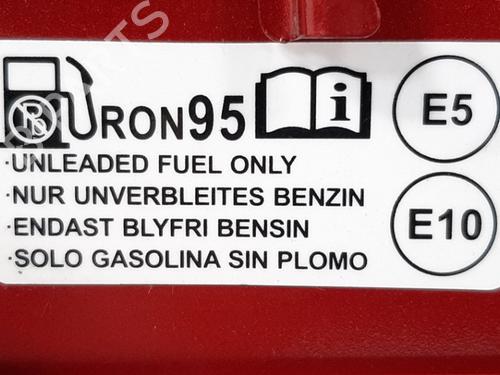 RON95
E5
·UNLEADED FUEL ONLY
·NUR UNVERBLEITES BENZIN
·ENDAST BLYFRI BENSIN
·SOLO GASOLINA SIN PLOMO
E10